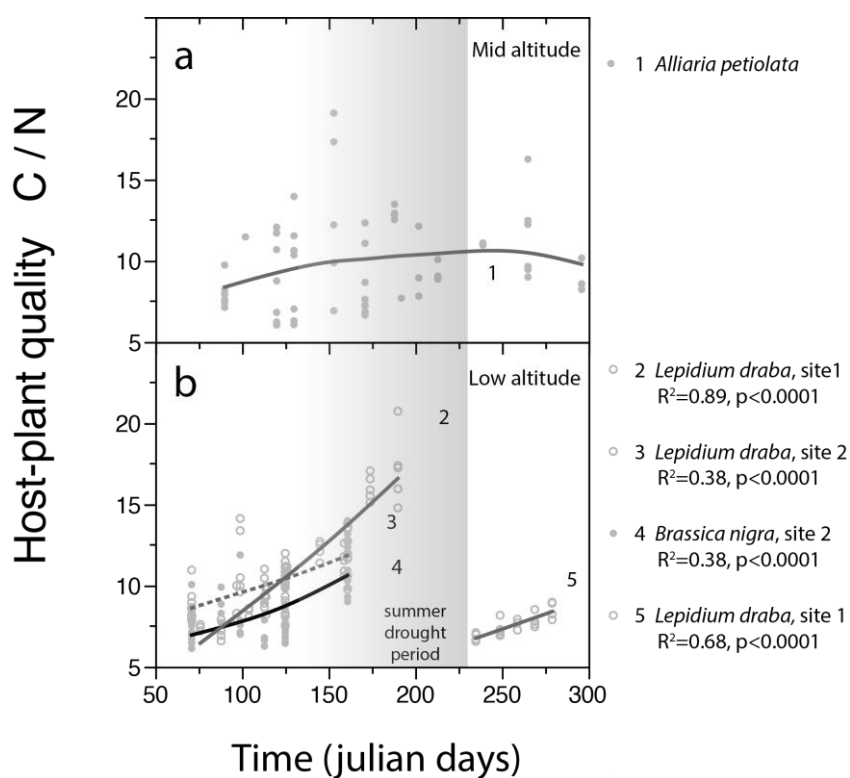 Host-plant quality C / N
a
Mid altitude
20
15
10
5
1
1 Alliaria petiolata
b
Low altitude
20
15
10
5
2
3
4
5
summer
drought
period
2 Lepidium draba, site1
R²=0.89, p<0.0001
3 Lepidium draba, site 2
R²=0.38, p<0.0001
4 Brassica nigra, site 2
R²=0.38, p<0.0001
5 Lepidium draba, site 1
R²=0.68, p<0.0001
50 100 150 200 250 300
Time (julian days)